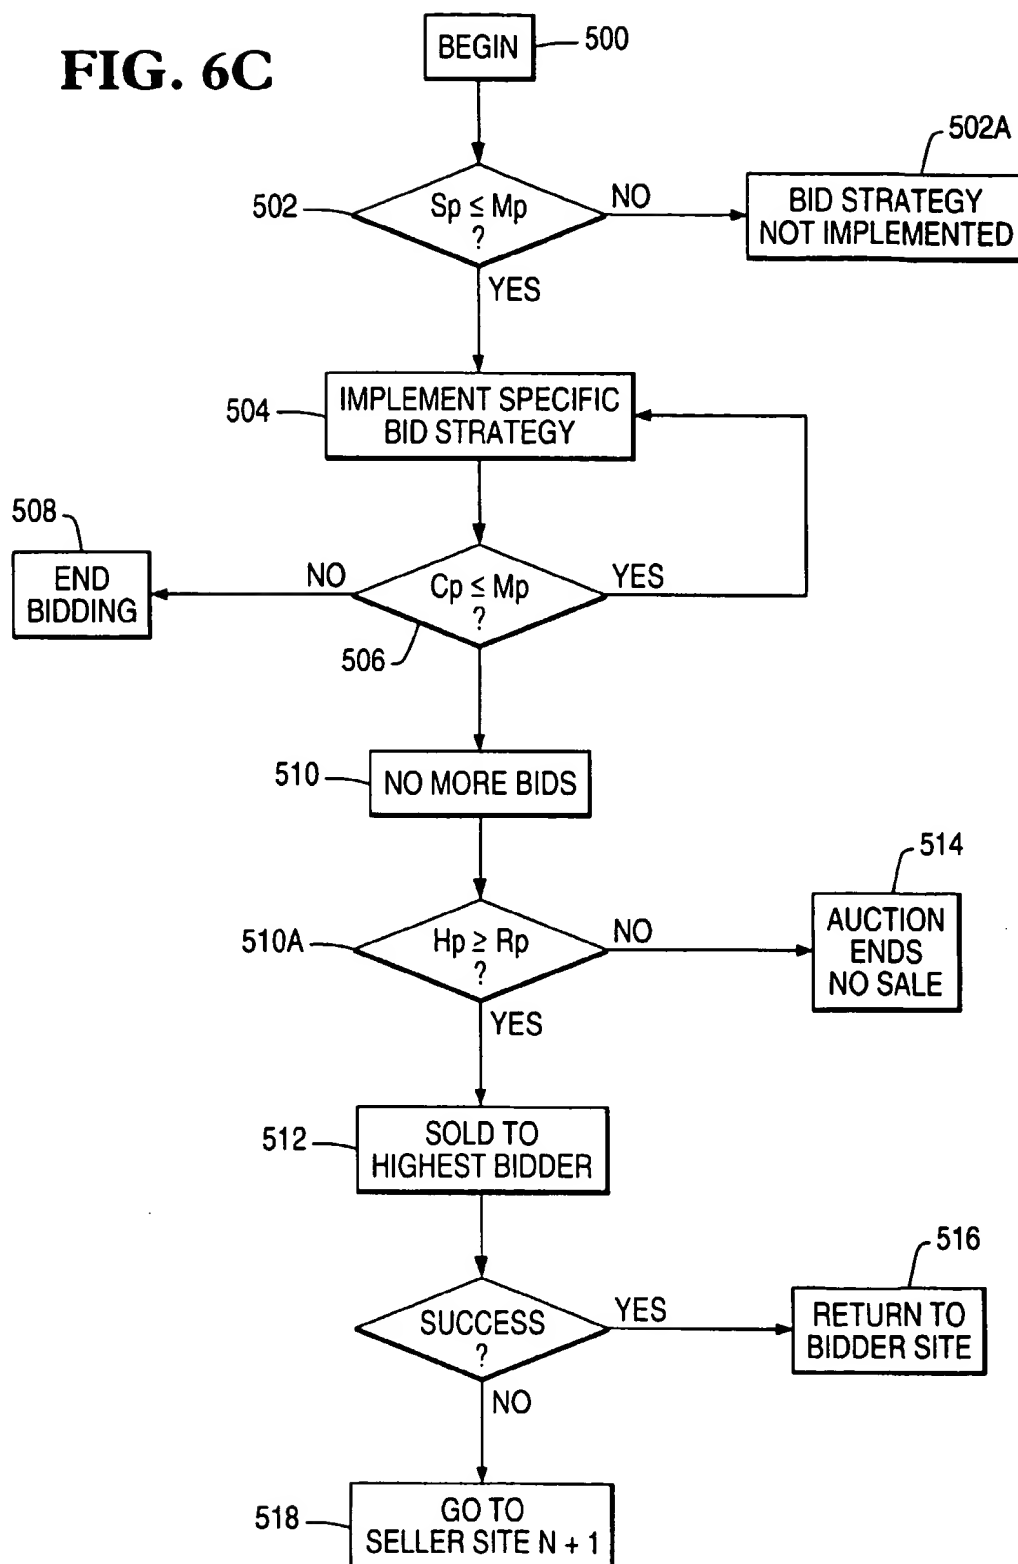 FIG. 6C
BEGIN
500
502
Sp ≤ Mp
?
NO
502A
BID STRATEGY
NOT IMPLEMENTED
YES
504
IMPLEMENT SPECIFIC
BID STRATEGY
508
END
BIDDING
NO
Cp ≤ Mp
?
YES
506
510
NO MORE BIDS
510A
Hp ≥ Rp
?
NO
514
AUCTION
ENDS
NO SALE
YES
512
SOLD TO
HIGHEST BIDDER
SUCCESS
?
YES
516
RETURN TO
BIDDER SITE
NO
518
GO TO
SELLER SITE N + 1